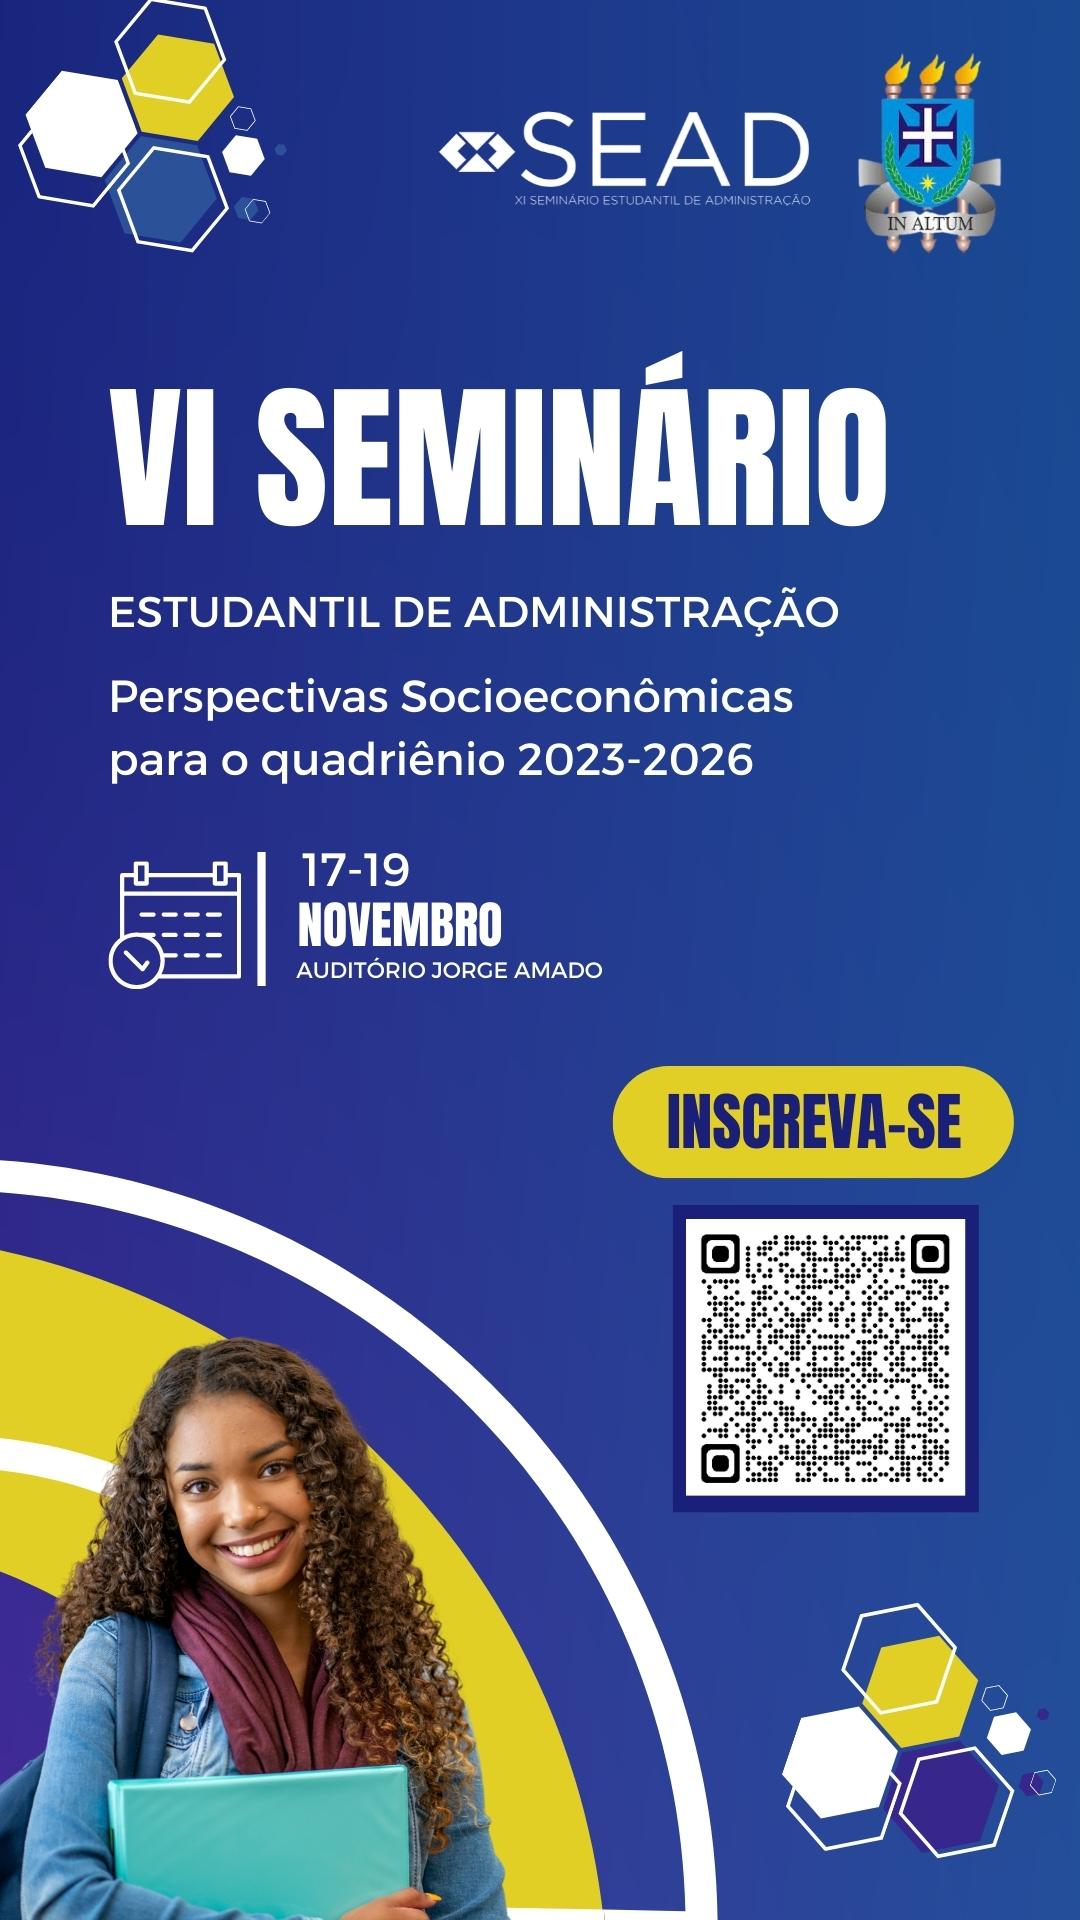 SEAD
XI SEMINÁRIO ESTUDANTIL DE ADMINISTRAÇÃO
IN ALTUM
VI SEMINÁRIO
ESTUDANTIL DE ADMINISTRAÇÃO
Perspectivas Socioeconômicas
para o quadriênio 2023-2026
17-19
NOVEMBRO
AUDITÓRIO JORGE AMADO
INSCREVA-SE